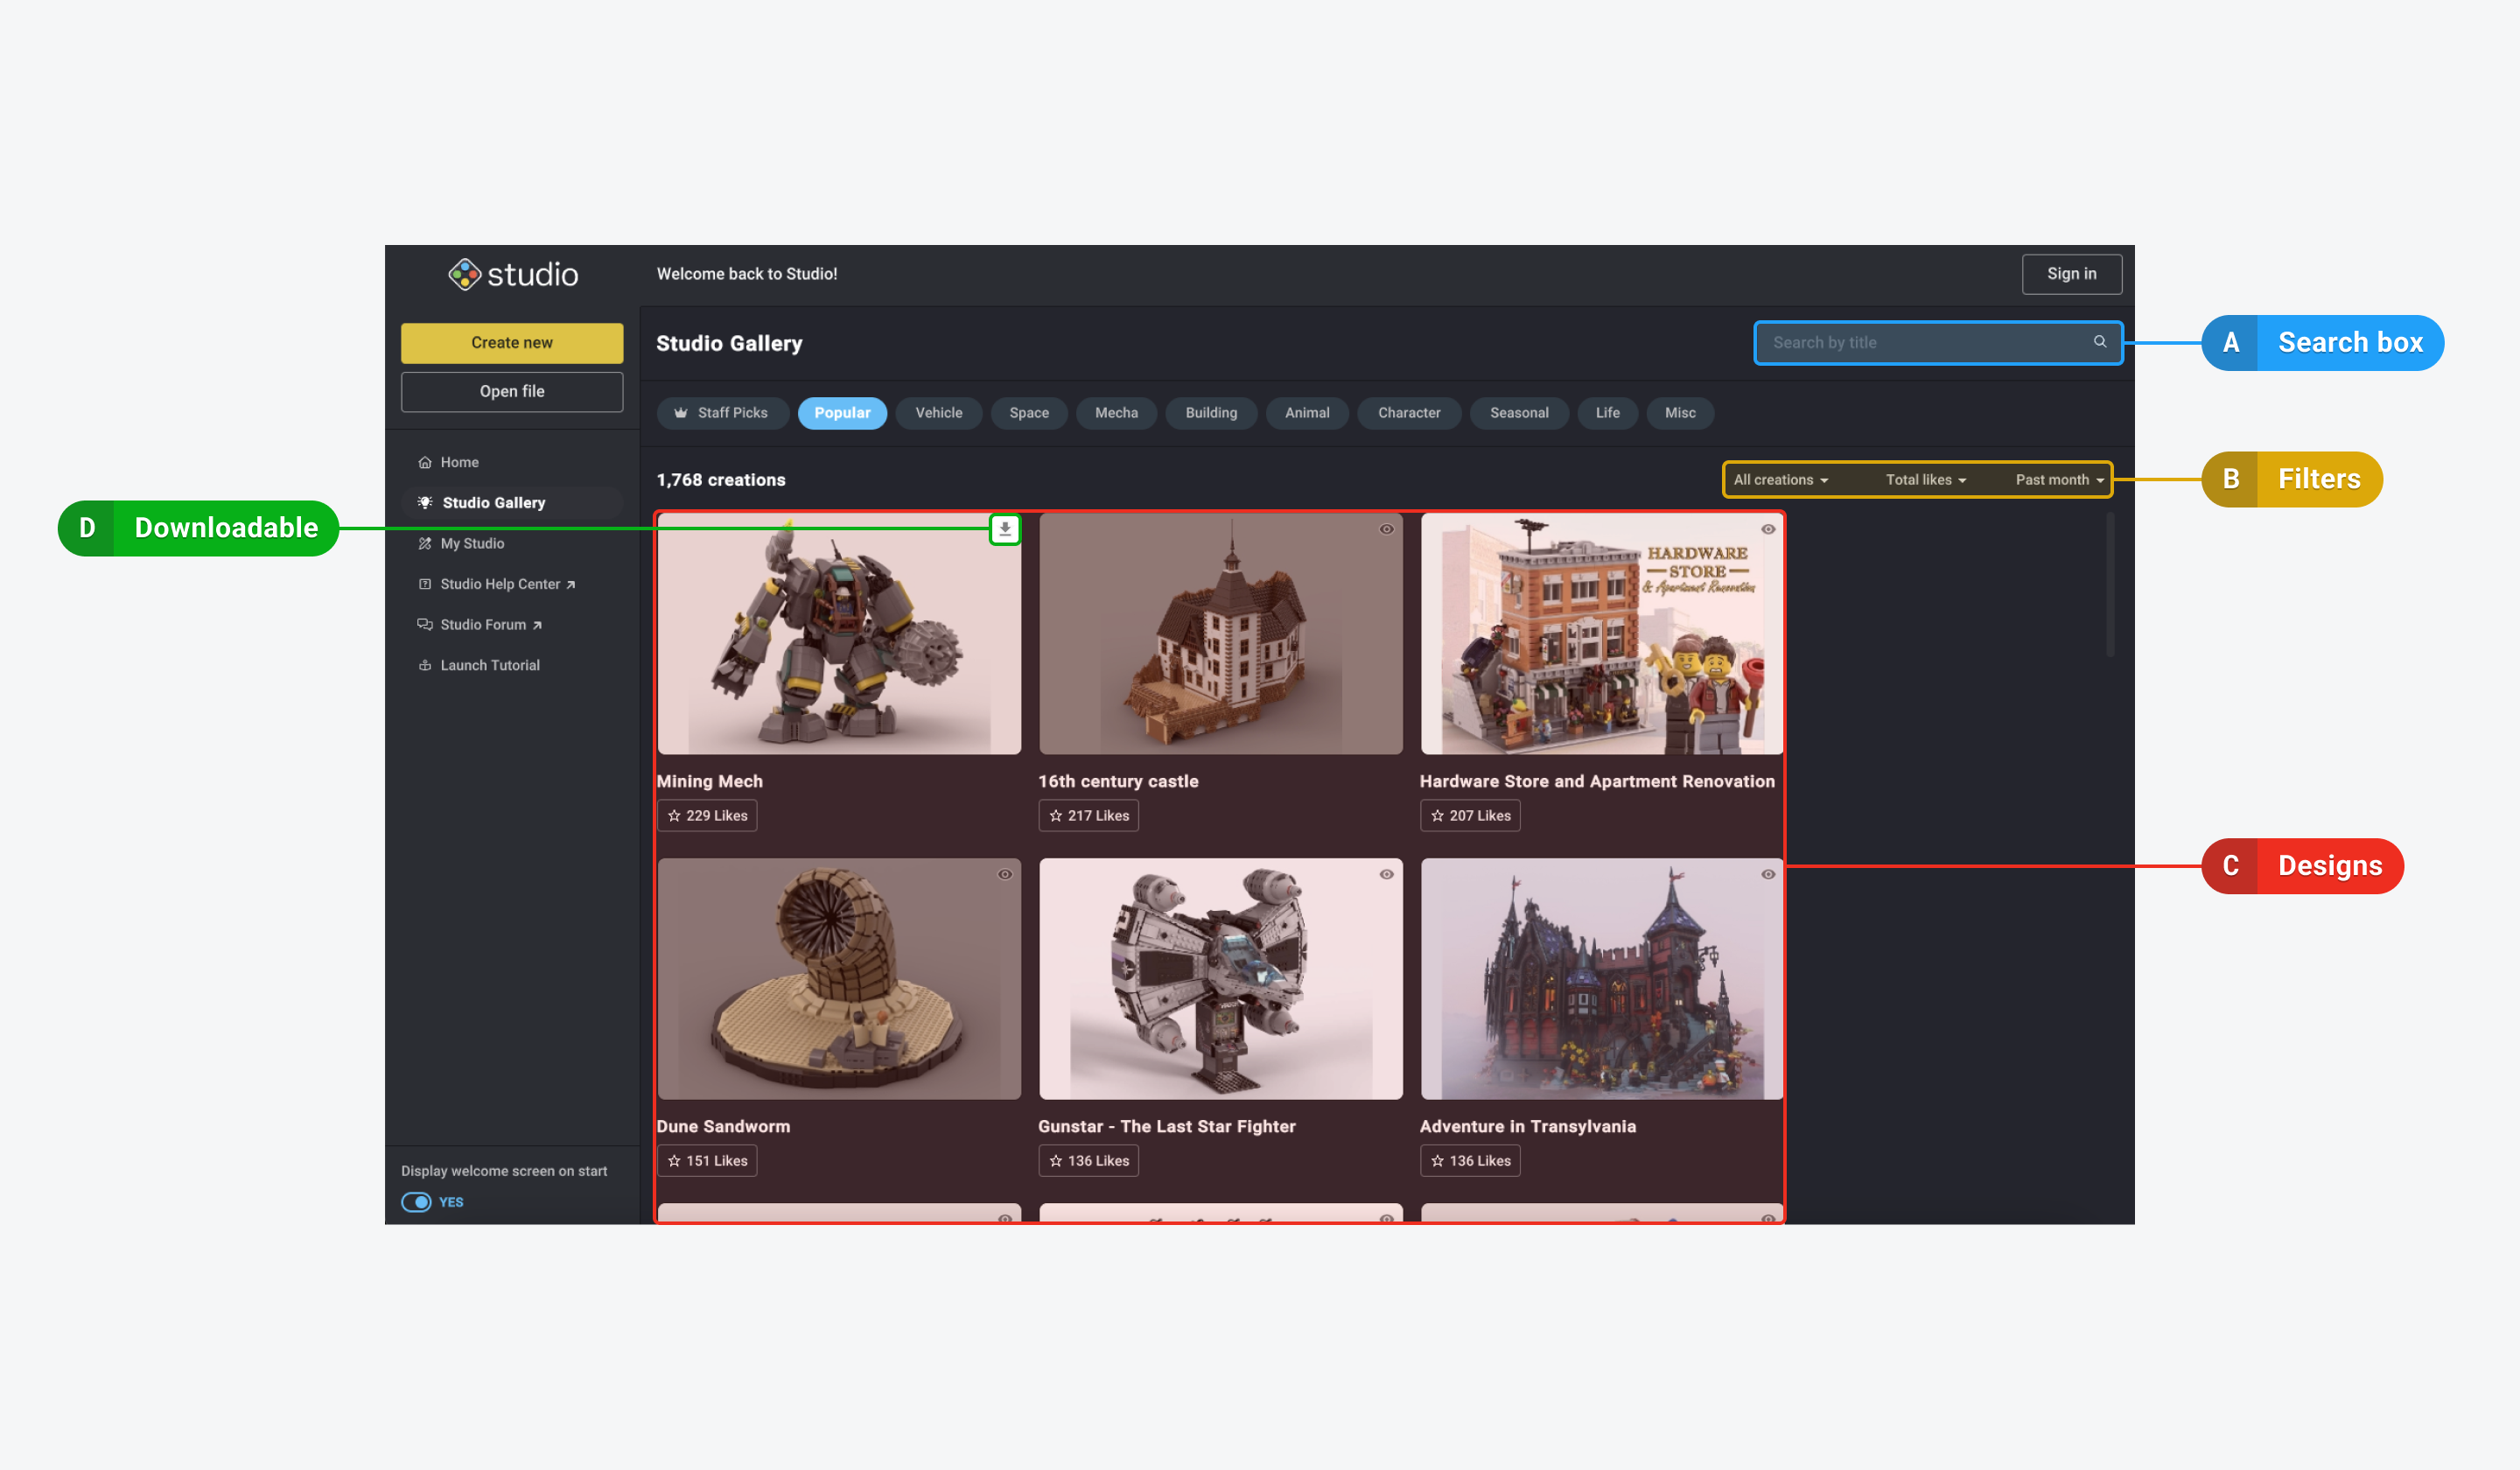 studio
Welcome back to Studio!
Sign in
Create new
Open file
Studio Gallery
Search by title
A Search box
Staff Picks
Popular
Vehicle
Space
Mecha
Building
Animal
Character
Seasonal
Life
Misc
Home
Studio Gallery
My Studio
Studio Help Center
Studio Forum
Launch Tutorial
1,768 creations
All creations
Total likes
Past month
B Filters
D Downloadable
HARDWARE
STORE
& Apartment Renovation
Mining Mech
229 Likes
16th century castle
217 Likes
Hardware Store and Apartment Renovation
207 Likes
C Designs
Dune Sandworm
151 Likes
Gunstar - The Last Star Fighter
136 Likes
Adventure in Transylvania
136 Likes
Display welcome screen on start
YES